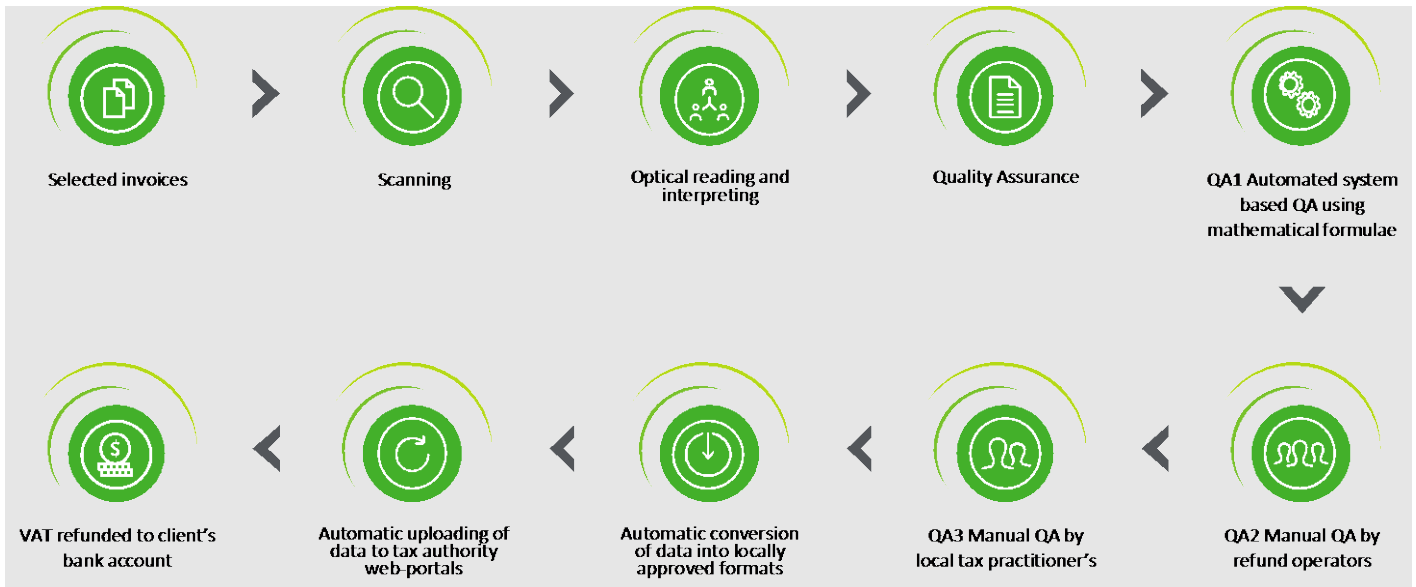 Selected invoices
Scanning
Optical reading and
interpreting
Quality Assurance
QA1 Automated system
based QA using
mathematical formulae
QA2 Manual QA by
refund operators
QA3 Manual QA by
local tax practitioner's
Automatic conversion
of data into locally
approved formats
Automatic uploading of
data to tax authority
web-portals
$
VAT refunded to client's
bank account